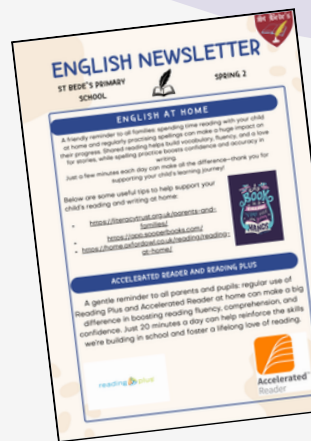 St Bede's
ENGLISH NEWSLETTER
ST BEDE'S PRIMARY
SCHOOL
SPRING 2
ENGLISH AT HOME
A friendly reminder to all families: spending time reading with your child
at home and regularly practising spellings can make a huge impact on
their progress. Shared reading helps build vocabulary, fluency, and a love
for stories, while spelling practice boosts confidence and accuracy in
writing.
Just a few minutes each day can make all the difference—thank you for
supporting your child's learning journey!
Below are some useful tips to help support your
child's reading and writing at home:
https://literacytrust.org.uk/parents-and-
families/
https://app.sooperbooks.com/
https://home.oxfordowl.co.uk/reading/reading-
at-home/
BOOK
HANDS
ACCELERATED READER AND READING PLUS
A gentle reminder to all parents and pupils: regular use of
Reading Plus and Accelerated Reader at home can make a big
difference in boosting reading fluency, comprehension, and
confidence. Just 20 minutes a day can help reinforce the skills
we're building in school and foster a lifelong love of reading.
reading plus
Accelerated
Reader